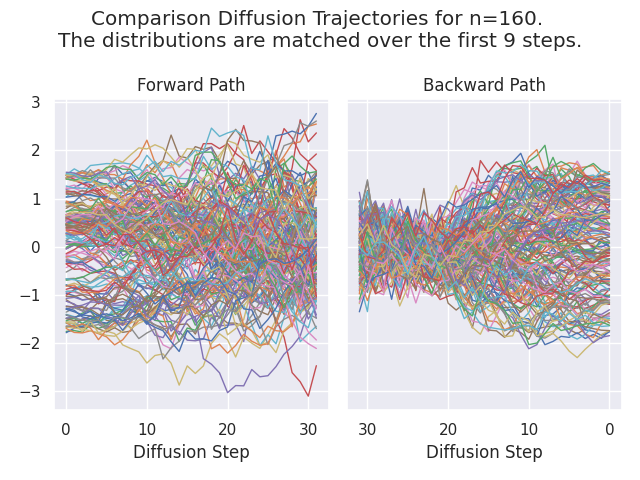 Comparison Diffusion Trajectories for n=160.
The distributions are matched over the first 9 steps.
Forward Path
Backward Path
3
2
1
0
−1
−2
−3
0 10 20 30
30 20 10 0
Diffusion Step
Diffusion Step